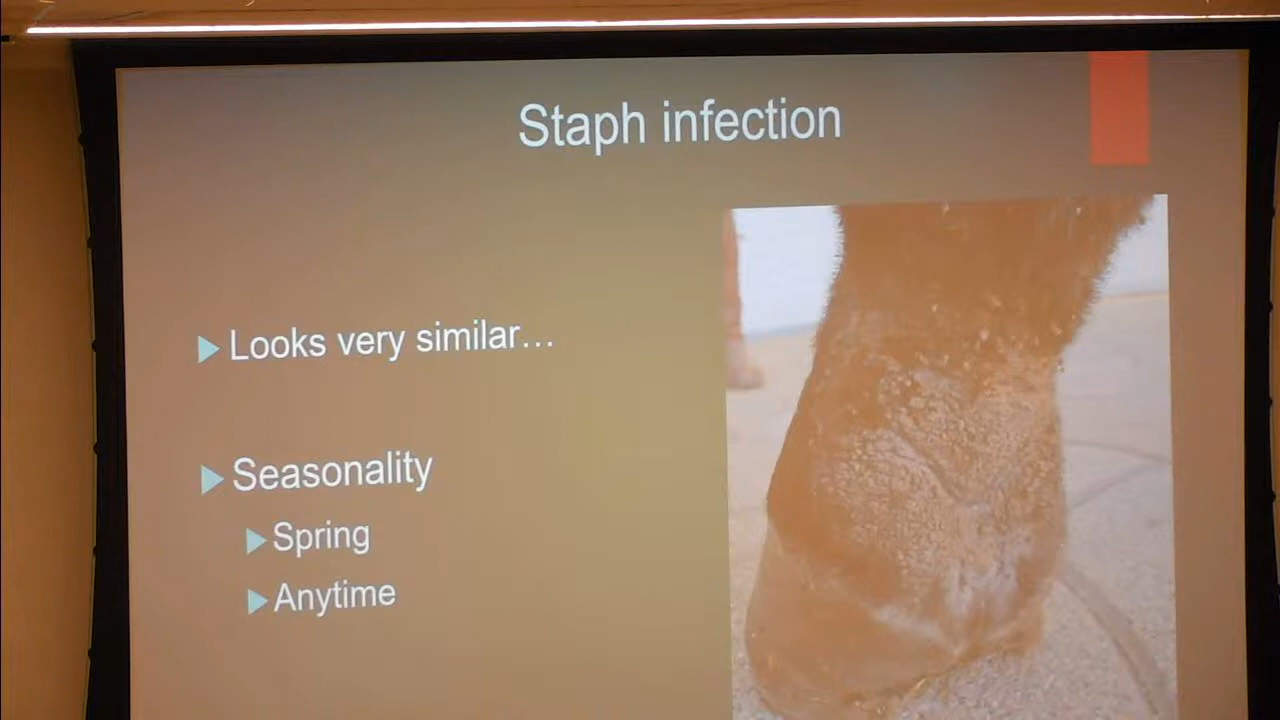 Staph infection
Looks very similar…
Seasonality
Spring
Anytime